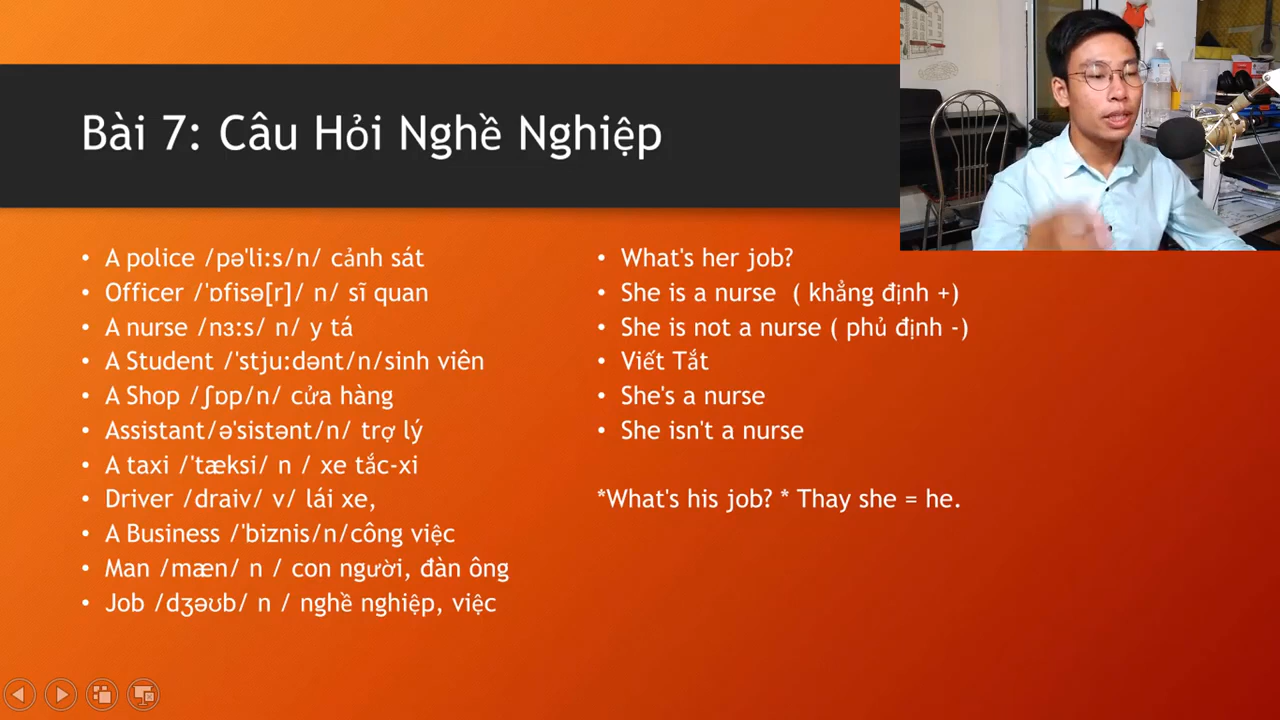 Bài 7: Câu Hỏi Nghề Nghiệp
• A police /pə'li:s/n/ cảnh sát
• Officer /'ɒfisə[r]/ n/ sĩ quan
• A nurse /nɜ:s/ n/ y tá
• A Student /'stju:dənt/n/sinh viên
• A Shop /ʃɒp/n/ cửa hàng
• Assistant/ə'sistənt/n/ trợ lý
• A taxi /'tæksi/ n / xe tắc-xi
• Driver /draiv/ v/ lái xe,
• A Business /'biznis/n/công việc
• Man /mæn/ n / con người, đàn ông
• Job /dʒəʊb/ n / nghề nghiệp, việc
• What's her job?
• She is a nurse  ( khẳng định +)
• She is not a nurse ( phủ định -)
• Viết Tắt
• She's a nurse
• She isn't a nurse
*What's his job? * Thay she = he.